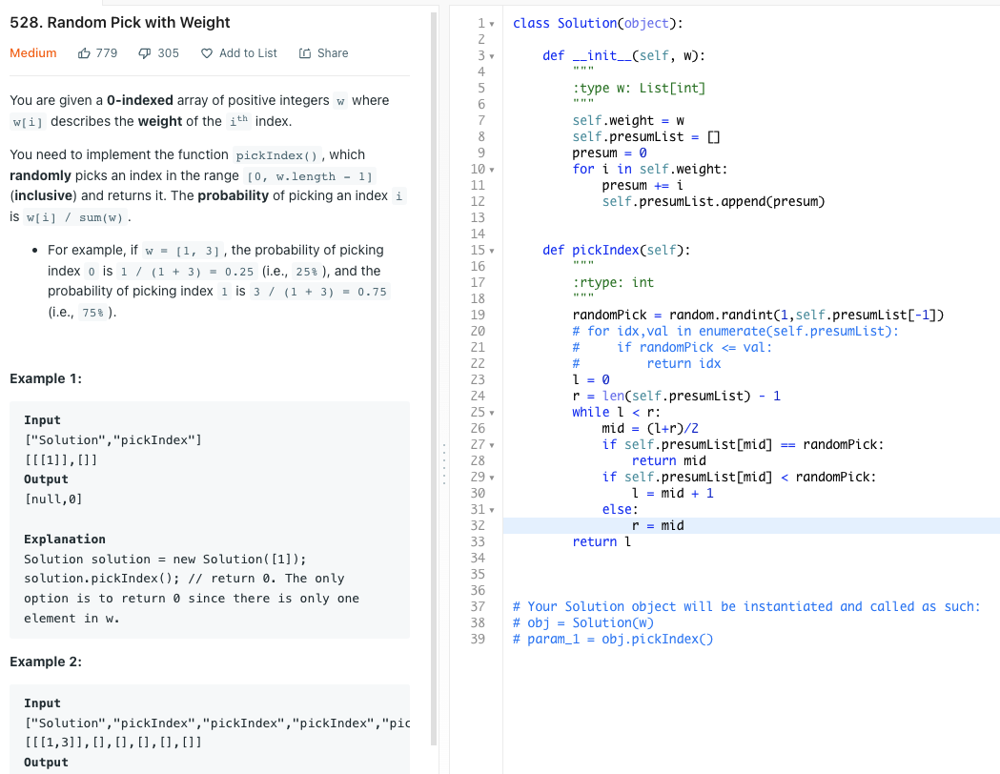 528. Random Pick with Weight
Medium 779 305 Add to List Share
You are given a 0-indexed array of positive integers w where
w[i] describes the weight of the ith index.
You need to implement the function pickIndex(), which
randomly picks an index in the range [0, w.length - 1]
(inclusive) and returns it. The probability of picking an index i
is w[i] / sum(w).
• For example, if w = [1, 3], the probability of picking
index 0 is 1 / (1 + 3) = 0.25 (i.e., 25%), and the
probability of picking index 1 is 3 / (1 + 3) = 0.75
(i.e., 75%).
Example 1:
Input
["Solution","pickIndex"]
[[[1]],[]]
Output
[null,0]
Explanation
Solution solution = new Solution([1]);
solution.pickIndex(); // return 0. The only
option is to return 0 since there is only one
element in w.
Example 2:
Input
["Solution","pickIndex","pickIndex","pickIndex","pic
[[[1,3]],[],[],[],[],[]]
Output
1 class Solution(object):
2
3 def __init__(self, w):
4 """
5 :type w: List[int]
6 """
7 self.weight = w
8 self.presumList = []
9 presum = 0
10 for i in self.weight:
11 presum += i
12 self.presumList.append(presum)
13
14
15 def pickIndex(self):
16 """
17 :rtype: int
18 """
19 randomPick = random.randint(1,self.presumList[-1])
20 # for idx,val in enumerate(self.presumList):
21 # if randomPick <= val:
22 # return idx
23 l = 0
24 r = len(self.presumList) - 1
25 while l < r:
26 mid = (l+r)/2
27 if self.presumList[mid] == randomPick:
28 return mid
29 if self.presumList[mid] < randomPick:
30 l = mid + 1
31 else:
32 r = mid
33 return l
34
35
36
37 # Your Solution object will be instantiated and called as such:
38 # obj = Solution(w)
39 # param_1 = obj.pickIndex()